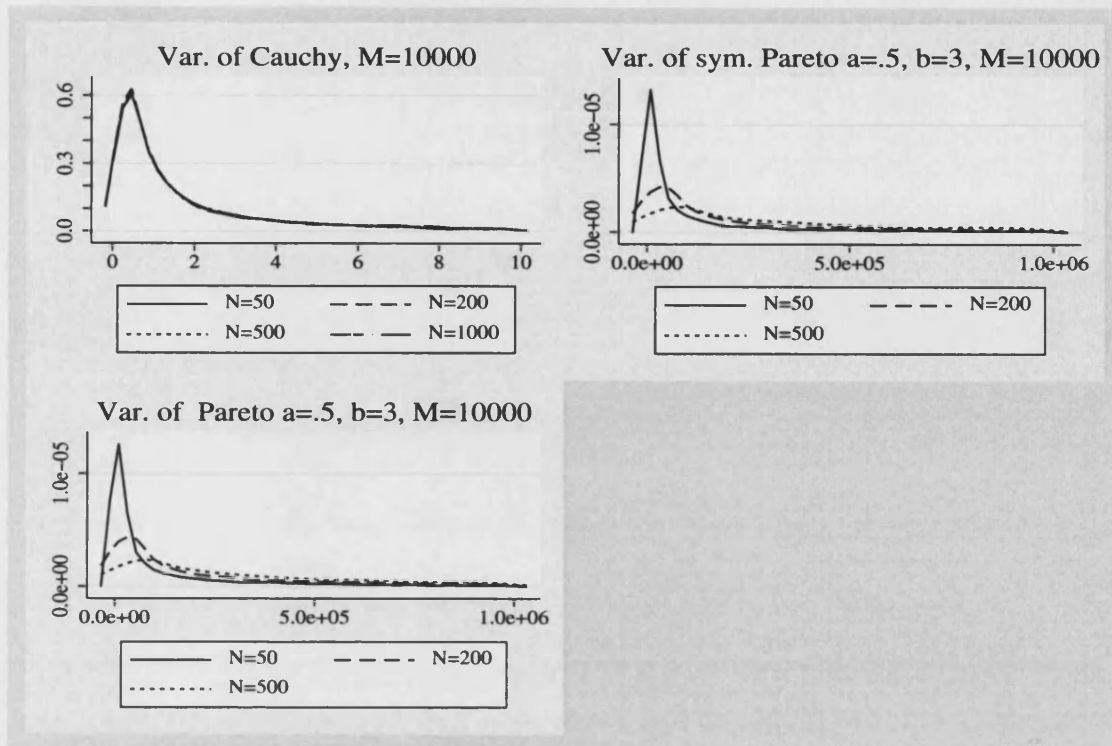 Var. of Cauchy, M=10000
0.6
0.3
0.0
0 2 4 6 8 10
N=50 N=200
N=500 N=1000
Var. of sym. Pareto a=.5, b=3, M=10000
1.0e-05
0.0e+00
0.0e+00 5.0e+05 1.0e+06
N=50 N=200
N=500
Var. of Pareto a=.5, b=3, M=10000
1.0e-05
0.0e+00
0.0e+00 5.0e+05 1.0e+06
N=50 N=200
N=500